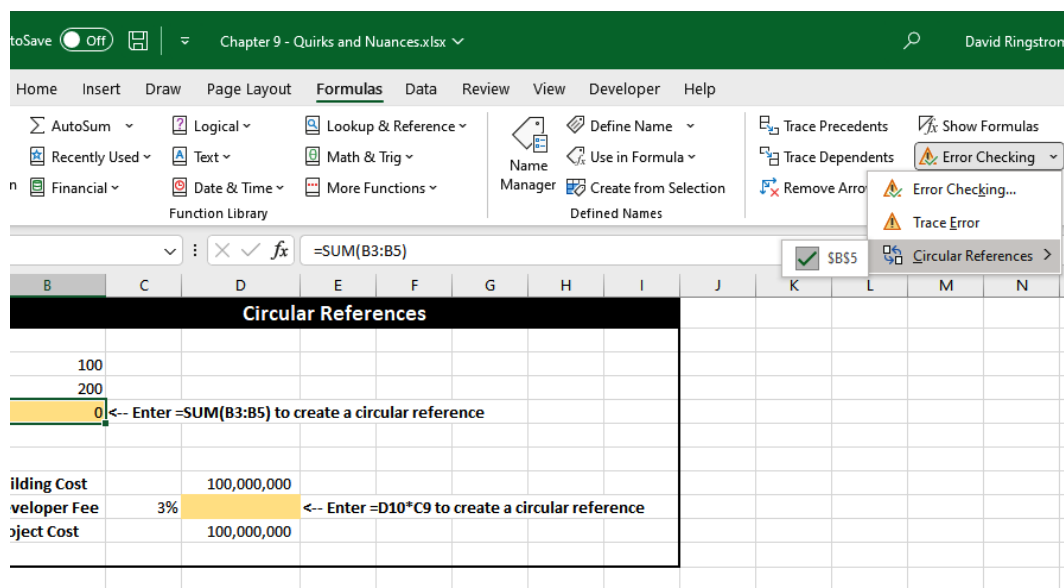 toSave Off Chapter 9 - Quirks and Nuances.xlsx David Ringstrom
Home Insert Draw Page Layout Formulas Data Review View Developer Help
AutoSum Logical Lookup & Reference Define Name Trace Precedents Show Formulas
Recently Used Text Math & Trig Use in Formula Trace Dependents Error Checking
n Financial Date & Time More Functions Name Manager Create from Selection Remove Arro Error Checking...
Function Library Defined Names Trace Error
=SUM(B3:B5) $B$5 Circular References
B C D E F G H I J K L M N
Circular References
100
200
0 <-- Enter =SUM(B3:B5) to create a circular reference
ilding Cost 100,000,000
veloper Fee 3% <-- Enter =D10*C9 to create a circular reference
oject Cost 100,000,000